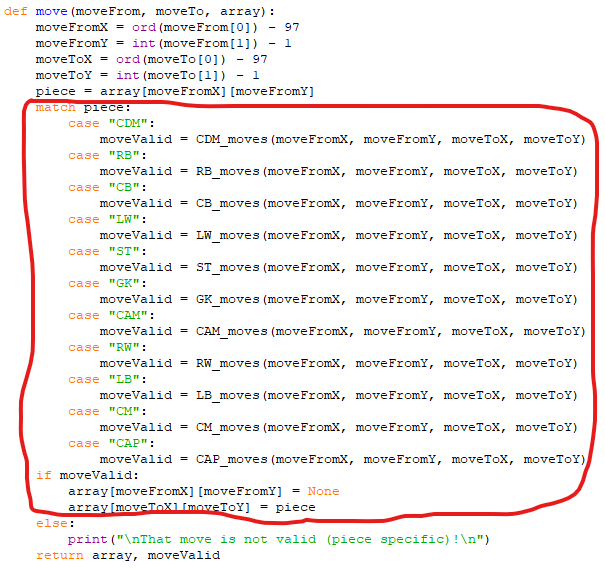 def move(moveFrom, moveTo, array):
    moveFromX = ord(moveFrom[0]) - 97
    moveFromY = int(moveFrom[1]) - 1
    moveToX = ord(moveTo[0]) - 97
    moveToY = int(moveTo[1]) - 1
    piece = array[moveFromX][moveFromY]
    match piece:
        case "CDM":
            moveValid = CDM_moves(moveFromX, moveFromY, moveToX, moveToY)
        case "RB":
            moveValid = RB_moves(moveFromX, moveFromY, moveToX, moveToY)
        case "CB":
            moveValid = CB_moves(moveFromX, moveFromY, moveToX, moveToY)
        case "LW":
            moveValid = LW_moves(moveFromX, moveFromY, moveToX, moveToY)
        case "ST":
            moveValid = ST_moves(moveFromX, moveFromY, moveToX, moveToY)
        case "GK":
            moveValid = GK_moves(moveFromX, moveFromY, moveToX, moveToY)
        case "CAM":
            moveValid = CAM_moves(moveFromX, moveFromY, moveToX, moveToY)
        case "RW":
            moveValid = RW_moves(moveFromX, moveFromY, moveToX, moveToY)
        case "LB":
            moveValid = LB_moves(moveFromX, moveFromY, moveToX, moveToY)
        case "CM":
            moveValid = CM_moves(moveFromX, moveFromY, moveToX, moveToY)
        case "CAP":
            moveValid = CAP_moves(moveFromX, moveFromY, moveToX, moveToY)
    if moveValid:
        array[moveFromX][moveFromY] = None
        array[moveToX][moveToY] = piece
    else:
        print("\nThat move is not valid (piece specific)!\n")
    return array, moveValid